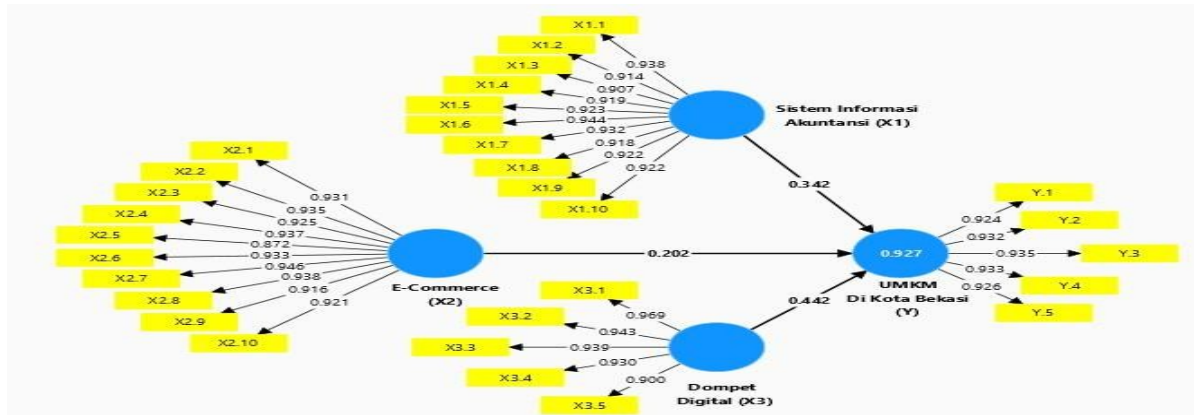 X1.1
X1.2
X1.3
X1.4
X1.5
X1.6
X1.7
X1.8
X1.9
X1.10
0.938
0.914
0.907
0.919
0.923
0.944
0.932
0.918
0.922
0.922
Sistem Informasi
Akuntansi (X1)
0.342
X2.1
X2.2
X2.3
X2.4
X2.5
X2.6
X2.7
X2.8
X2.9
X2.10
0.931
0.935
0.925
0.937
0.872
0.933
0.946
0.938
0.916
0.921
E-Commerce
(X2)
0.202
X3.1
X3.2
X3.3
X3.4
X3.5
0.969
0.943
0.939
0.930
0.900
Dompet
Digital (X3)
0.442
0.927
UMKM
Di Kota Bekasi
(Y)
0.924
0.932
0.935
0.933
0.926
Y.1
Y.2
Y.3
Y.4
Y.5